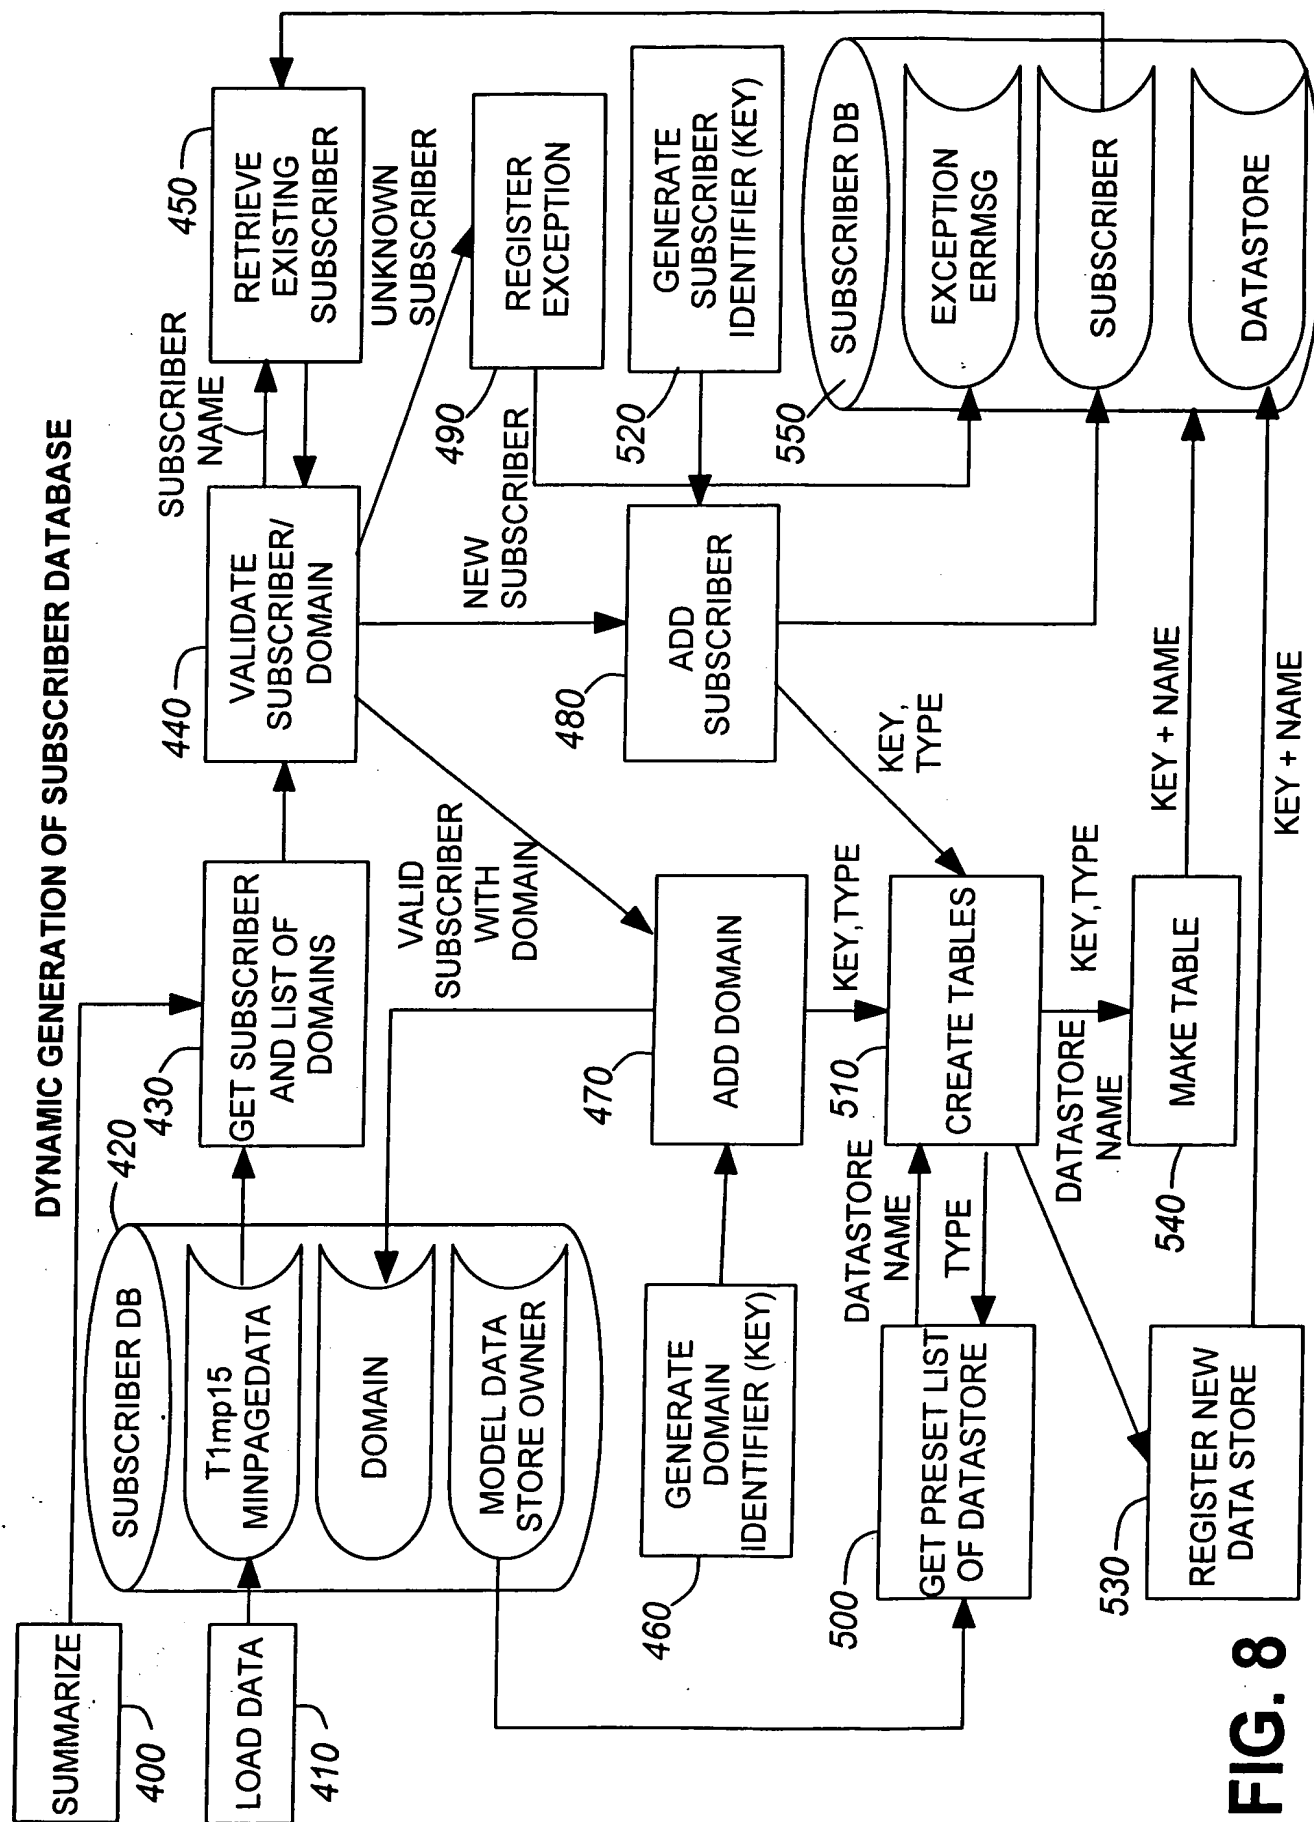 DYNAMIC GENERATION OF SUBSCRIBER DATABASE
SUMMARIZE
400
LOAD DATA
410
420
SUBSCRIBER DB
T1mp15
MINPAGEDATA
DOMAIN
MODEL DATA
STORE OWNER
430
GET SUBSCRIBER
AND LIST OF
DOMAINS
440
VALIDATE
SUBSCRIBER/
DOMAIN
SUBSCRIBER
NAME
450
RETRIEVE
EXISTING
SUBSCRIBER
UNKNOWN
SUBSCRIBER
VALID
SUBSCRIBER
WITH
DOMAIN
NEW
SUBSCRIBER
490
REGISTER
EXCEPTION
460
GENERATE
DOMAIN
IDENTIFIER (KEY)
470
ADD DOMAIN
480
ADD
SUBSCRIBER
520
GENERATE
SUBSCRIBER
IDENTIFIER (KEY)
KEY,TYPE
KEY,
TYPE
500
GET PRESET LIST
OF DATASTORE
DATASTORE
NAME
TYPE
510
CREATE TABLES
550
SUBSCRIBER DB
EXCEPTION
ERRMSG
SUBSCRIBER
DATASTORE
DATASTORE
NAME
KEY,TYPE
530
REGISTER NEW
DATA STORE
540
MAKE TABLE
KEY + NAME
KEY + NAME
FIG. 8